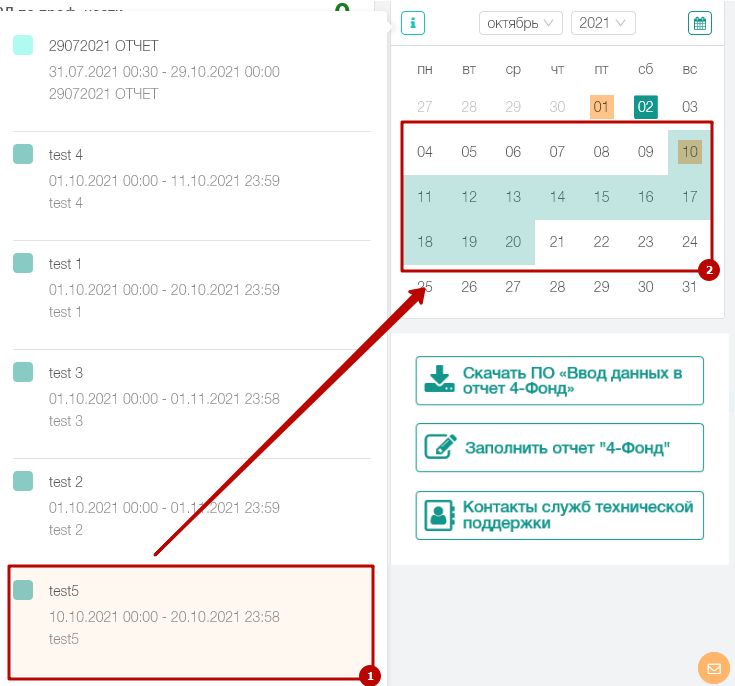 29072021 ОТЧЕТ
31.07.2021 00:30 - 29.10.2021 00:00
29072021 ОТЧЕТ
test 4
01.10.2021 00:00 - 11.10.2021 23:59
test 4
test 1
01.10.2021 00:00 - 20.10.2021 23:59
test 1
test 3
01.10.2021 00:00 - 01.11.2021 23:58
test 3
test 2
01.10.2021 00:00 - 01.11.2021 23:59
test 2
test5
10.10.2021 00:00 - 20.10.2021 23:58
test5
1
i октябрь 2021
пн вт ср чт пт сб вс
27 28 29 30 01 02 03
04 05 06 07 08 09 10
11 12 13 14 15 16 17
18 19 20 21 22 23 24
2
25 26 27 28 29 30 31
Скачать ПО «Ввод данных в
отчет 4-Фонд»
Заполнить отчет "4-Фонд"
Контакты служб технической
поддержки